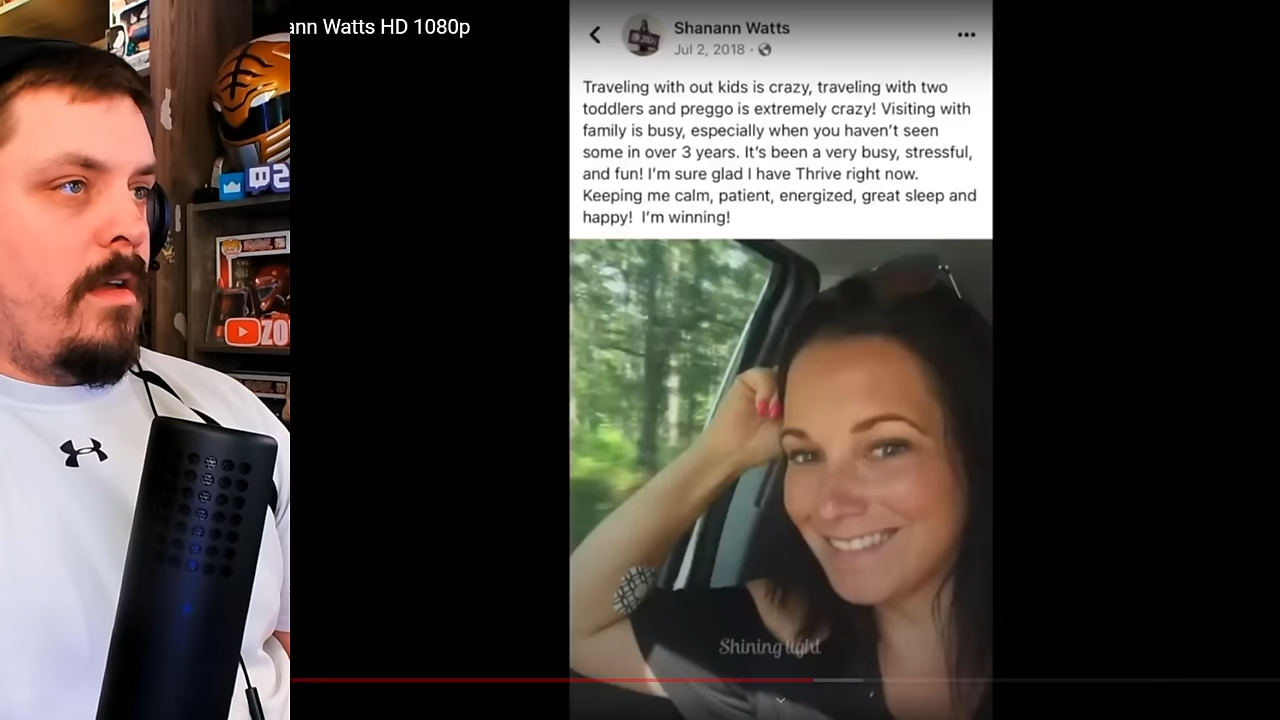 ann Watts HD 1080p
Shanann Watts
Jul 2, 2018 ·
Traveling with out kids is crazy, traveling with two
toddlers and preggo is extremely crazy! Visiting with
family is busy, especially when you haven't seen
some in over 3 years. It's been a very busy, stressful,
and fun! I'm sure glad I have Thrive right now.
Keeping me calm, patient, energized, great sleep and
happy!  I'm winning!
Shining light
ZO